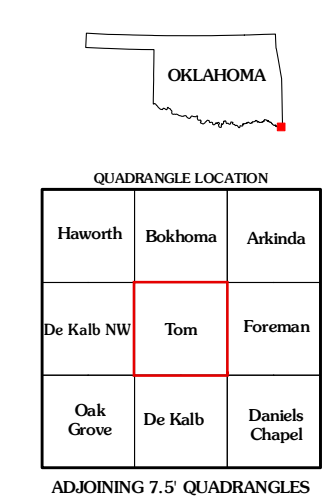 OKLAHOMA
QUADRANGLE LOCATION
Haworth
Bokhoma
Arkinda
De Kalb NW
Tom
Foreman
Oak
Grove
De Kalb
Daniels
Chapel
ADJOINING 7.5' QUADRANGLES